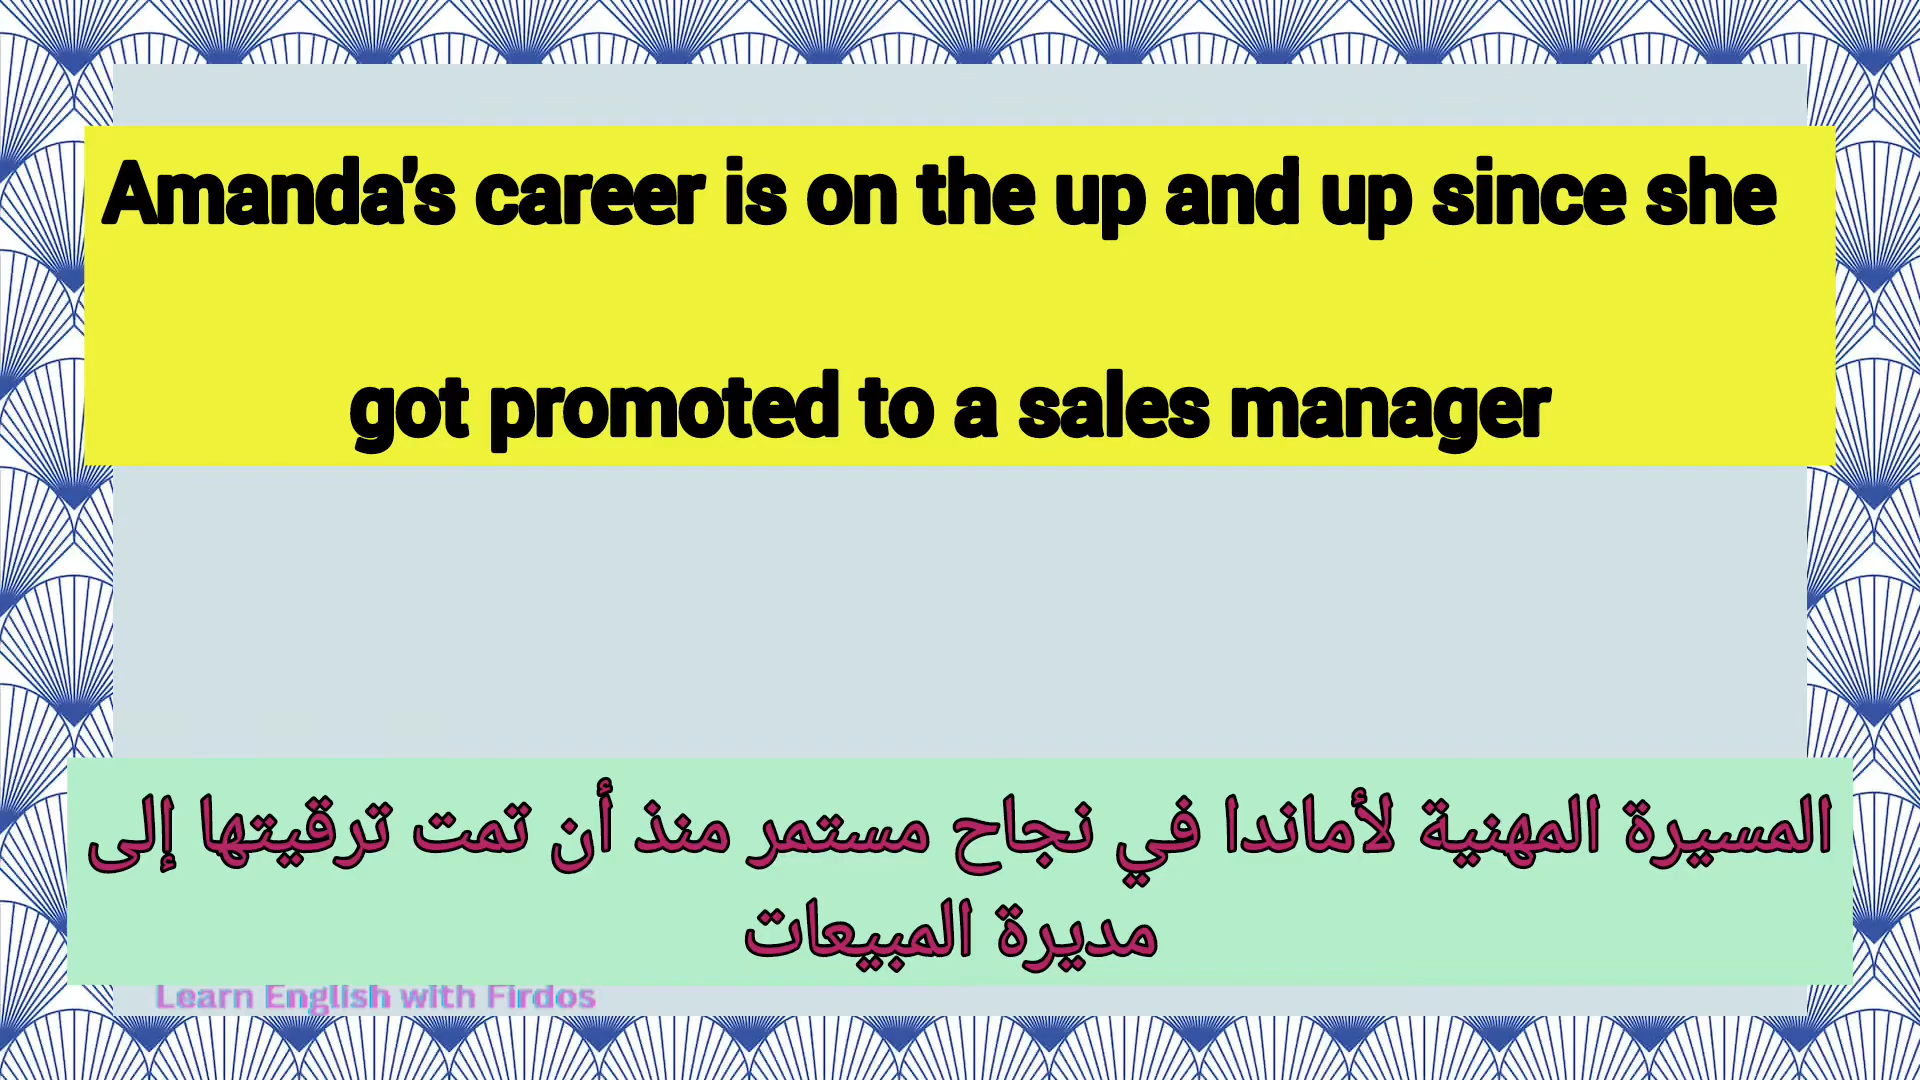 Amanda's career is on the up and up since she
got promoted to a sales manager
المسيرة المهنية لأماندا في نجاح مستمر منذ أن تمت ترقيتها إلى
مديرة المبيعات
Learn English with Firdos